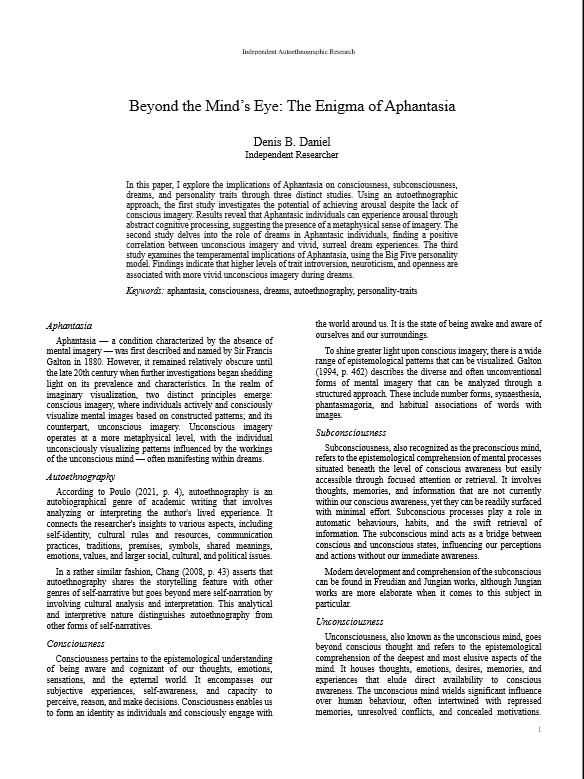 Independent Autoethnographic Research
Beyond the Mind's Eye: The Enigma of Aphantasia
Denis B. Daniel
Independent Researcher
In this paper, I explore the implications of Aphantasia on consciousness, subconsciousness,
dreams, and personality traits through three distinct studies. Using an autoethnographic
approach, the first study investigates the potential of achieving arousal despite the lack of
conscious imagery. Results reveal that Aphantasic individuals can experience arousal through
abstract cognitive processing, suggesting the presence of a metaphysical sense of imagery. The
second study delves into the role of dreams in Aphantasic individuals, finding a positive
correlation between unconscious imagery and vivid, surreal dream experiences. The third
study examines the temperamental implications of Aphantasia, using the Big Five personality
model. Findings indicate that higher levels of trait introversion, neuroticism, and openness are
associated with more vivid unconscious imagery during dreams.
Keywords: aphantasia, consciousness, dreams, autoethnography, personality-traits
Aphantasia
Aphantasia — a condition characterized by the absence of
mental imagery — was first described and named by Sir Francis
Galton in 1880. However, it remained relatively obscure until
the late 20th century when further investigations began shedding
light on its prevalence and characteristics. In the realm of
imaginary visualization, two distinct principles emerge:
conscious imagery, where individuals actively and consciously
visualize mental images based on constructed patterns; and its
counterpart, unconscious imagery. Unconscious imagery
operates at a more metaphysical level, with the individual
unconsciously visualizing patterns influenced by the workings
of the unconscious mind — often manifesting within dreams.
Autoethnography
According to Poulo (2021, p. 4), autoethnography is an
autobiographical genre of academic writing that involves
analyzing or interpreting the author's lived experience. It
connects the researcher's insights to various aspects, including
self-identity, cultural rules and resources, communication
practices, traditions, premises, symbols, shared meanings,
emotions, values, and larger social, cultural, and political issues.
In a rather similar fashion, Chang (2008, p. 43) asserts that
autoethnography shares the storytelling feature with other
genres of self-narrative but goes beyond mere self-narration by
involving cultural analysis and interpretation. This analytical
and interpretive nature distinguishes autoethnography from
other forms of self-narratives.
Consciousness
Consciousness pertains to the epistemological understanding
of being aware and cognizant of our thoughts, emotions,
sensations, and the external world. It encompasses our
subjective experiences, self-awareness, and capacity to
perceive, reason, and make decisions. Consciousness enables us
to form an identity as individuals and consciously engage with
the world around us. It is the state of being awake and aware of
ourselves and our surroundings.
To shine greater light upon conscious imagery, there is a wide
range of epistemological patterns that can be visualized. Galton
(1994, p. 462) describes the diverse and often unconventional
forms of mental imagery that can be analyzed through a
structured approach. These include number forms, synaesthesia,
phantasmagoria, and habitual associations of words with
images.
Subconsciousness
Subconsciousness, also recognized as the preconscious mind,
refers to the epistemological comprehension of mental processes
situated beneath the level of conscious awareness but easily
accessible through focused attention or retrieval. It involves
thoughts, memories, and information that are not currently
within our conscious awareness, yet they can be readily surfaced
with minimal effort. Subconscious processes play a role in
automatic behaviours, habits, and the swift retrieval of
information. The subconscious mind acts as a bridge between
conscious and unconscious states, influencing our perceptions
and actions without our immediate awareness.
Modern development and comprehension of the subconscious
can be found in Freudian and Jungian works, although Jungian
works are more elaborate when it comes to this subject in
particular.
Unconsciousness
Unconsciousness, also known as the unconscious mind, goes
beyond conscious thought and refers to the epistemological
comprehension of the deepest and most elusive aspects of the
mind. It houses thoughts, emotions, desires, memories, and
experiences that elude direct availability to conscious
awareness. The unconscious mind wields significant influence
over human behaviour, often intertwined with repressed
memories, unresolved conflicts, and concealed motivations.
1